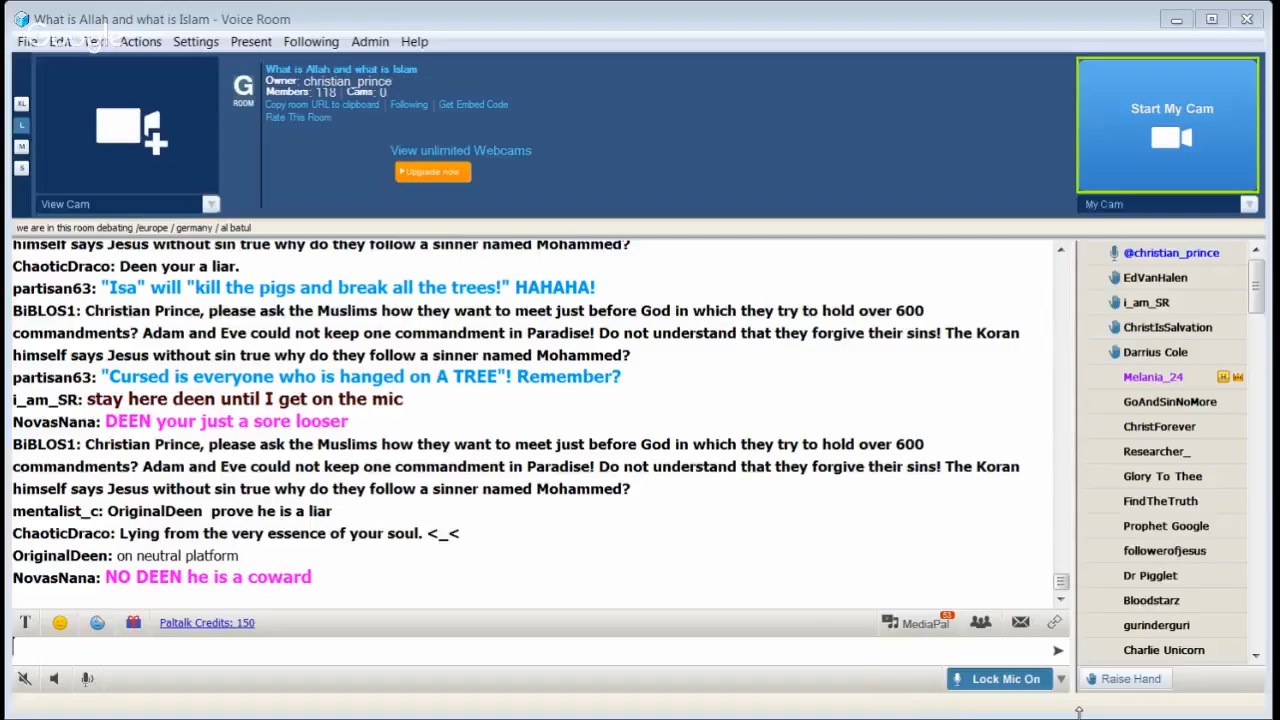 What is Allah and what is Islam - Voice Room
Google
File Edit Text Actions Settings Present Following Admin Help
XL
L
M
S
G
ROOM
What is Allah and what is Islam
Owner: christian_prince
Members: 118 | Cams: 0
Copy room URL to clipboard | Following | Get Embed Code
Rate This Room
View unlimited Webcams
Upgrade now
Start My Cam
View Cam
My Cam
we are in this room debating /europe / germany / al batul
himself says Jesus without sin true why do they follow a sinner named Mohammed?
ChaoticDraco: Deen your a liar.
partisan63: "Isa" will "kill the pigs and break all the trees!" HAHAHA!
BiBLOS1: Christian Prince, please ask the Muslims how they want to meet just before God in which they try to hold over 600
commandments? Adam and Eve could not keep one commandment in Paradise! Do not understand that they forgive their sins! The Koran
himself says Jesus without sin true why do they follow a sinner named Mohammed?
partisan63: "Cursed is everyone who is hanged on A TREE"! Remember?
i_am_SR: stay here deen until I get on the mic
NovasNana: DEEN your just a sore looser
BiBLOS1: Christian Prince, please ask the Muslims how they want to meet just before God in which they try to hold over 600
commandments? Adam and Eve could not keep one commandment in Paradise! Do not understand that they forgive their sins! The Koran
himself says Jesus without sin true why do they follow a sinner named Mohammed?
mentalist_c: OriginalDeen prove he is a liar
ChaoticDraco: Lying from the very essence of your soul. <_<
OriginalDeen: on neutral platform
NovasNana: NO DEEN he is a coward
@christian_prince
EdVanHalen
i_am_SR
ChristIsSalvation
Darrius Cole
Melania_24
GoAndSinNoMore
ChristForever
Researcher_
Glory To Thee
FindTheTruth
Prophet Google
followerofjesus
Dr Pigglet
Bloodstarz
gurinderguri
Charlie Unicorn
T
Paltalk Credits: 150
MediaPal
53
Lock Mic On
Raise Hand